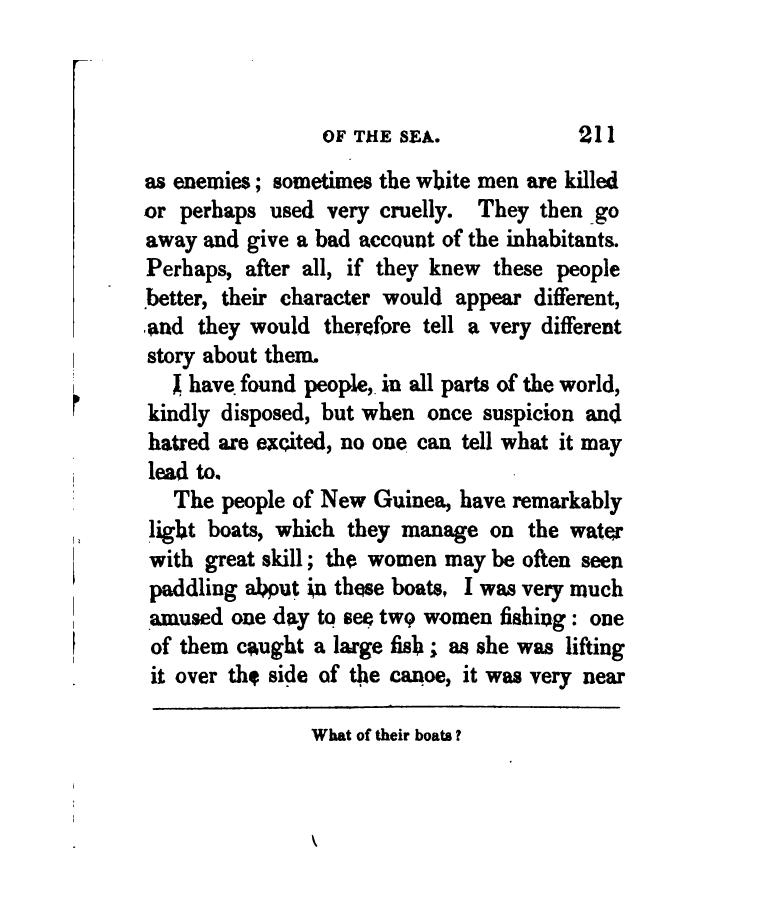 OF THE SEA. 211
as enemies; sometimes the white men are killed
or perhaps used very cruelly. They then go
away and give a bad account of the inhabitants.
Perhaps, after all, if they knew these people
better, their character would appear different,
and they would therefore tell a very different
story about them.
I have found people, in all parts of the world,
kindly disposed, but when once suspicion and
hatred are excited, no one can tell what it may
lead to.
The people of New Guinea, have remarkably
light boats, which they manage on the water
with great skill; the women may be often seen
paddling about in these boats. I was very much
amused one day to see two women fishing: one
of them caught a large fish; as she was lifting
it over the side of the canoe, it was very near
What of their boats?